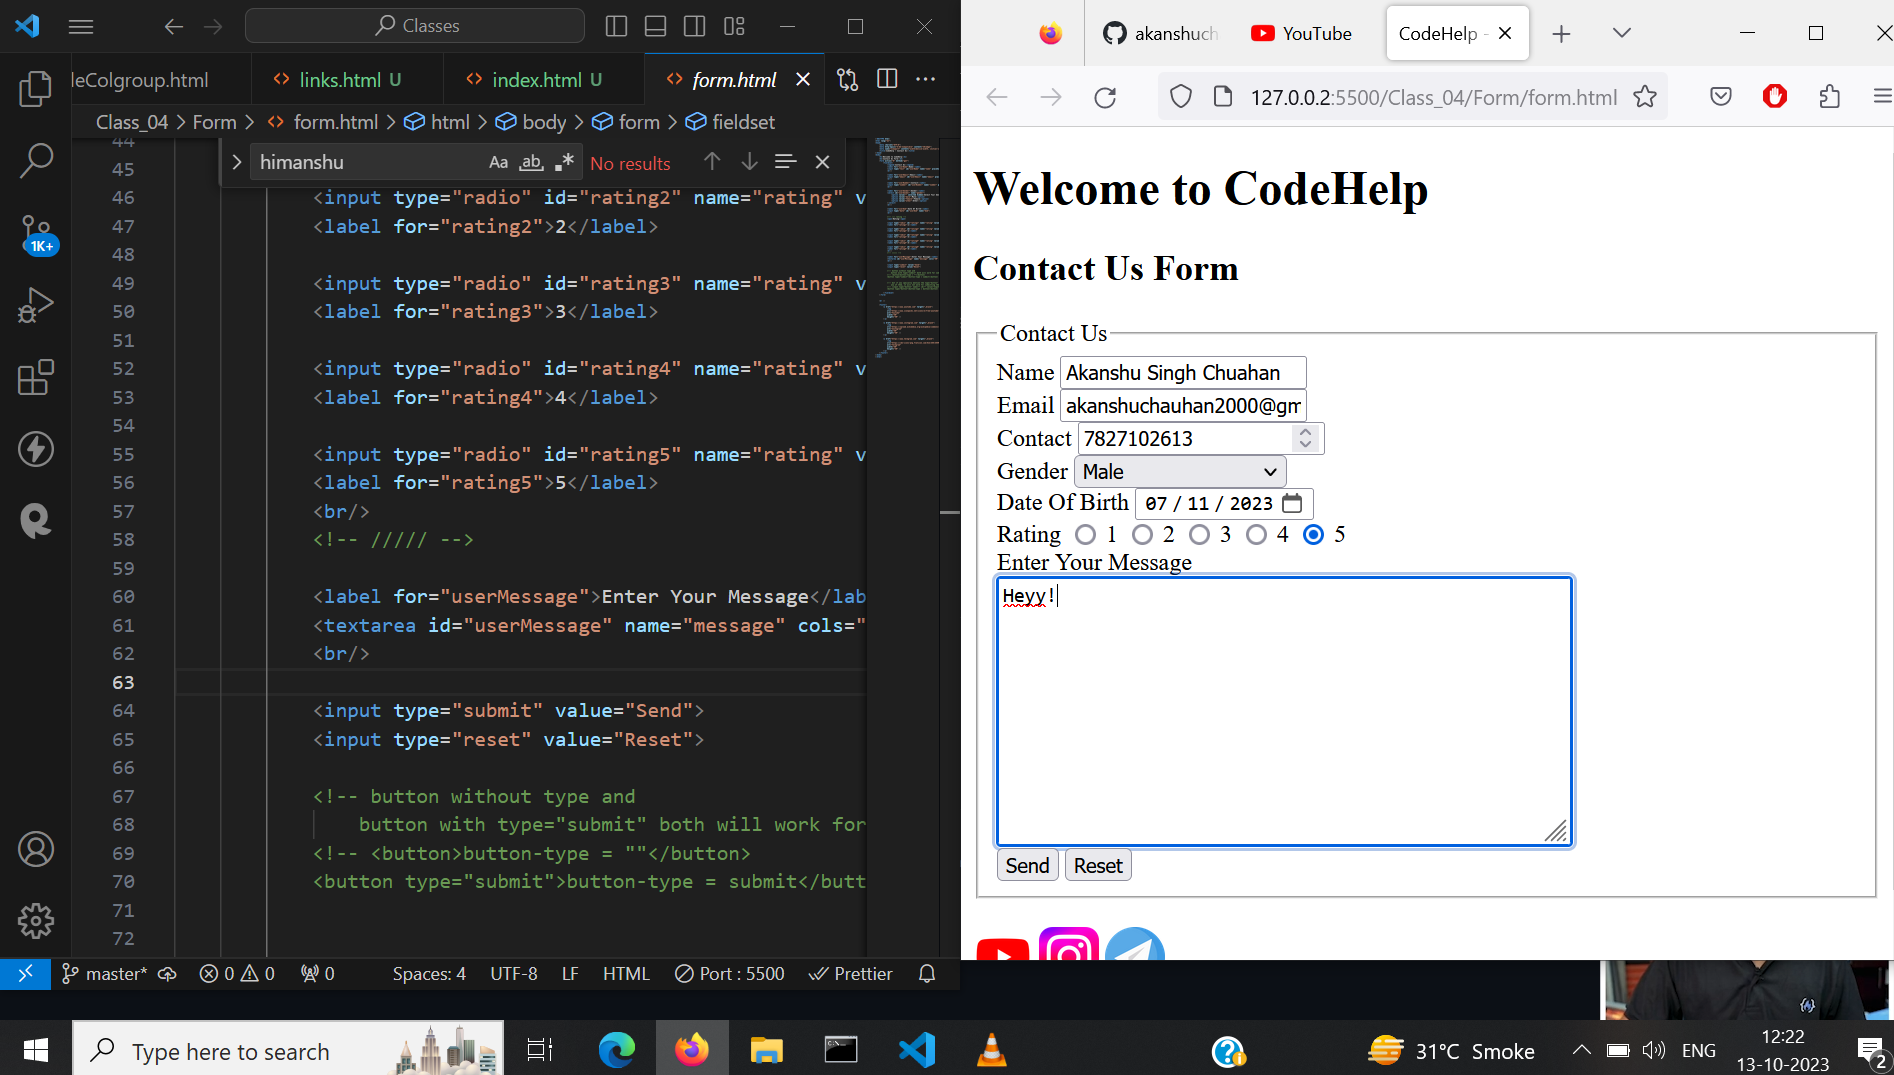 Classes
leColgroup.html
links.html U
index.html U
form.html
Class_04 > Form > form.html > html > body > form > fieldset
himanshu
Aa ab
No results
44
45
46 <input type="radio" id="rating2" name="rating" v
47 <label for="rating2">2</label>
48
49 <input type="radio" id="rating3" name="rating" v
50 <label for="rating3">3</label>
51
52 <input type="radio" id="rating4" name="rating" v
53 <label for="rating4">4</label>
54
55 <input type="radio" id="rating5" name="rating" v
56 <label for="rating5">5</label>
57 <br/>
58 <!-- ///// -->
59
60 <label for="userMessage">Enter Your Message</lab
61 <textarea id="userMessage" name="message" cols="
62 <br/>
63
64 <input type="submit" value="Send">
65 <input type="reset" value="Reset">
66
67 <!-- button without type and
68 button with type="submit" both will work for
69 <!-- <button>button-type = ""</button>
70 <button type="submit">button-type = submit</butt
71
72
1K+
master*
0 0
0
Spaces: 4
UTF-8
LF
HTML
Port : 5500
Prettier
akanshuch
YouTube
CodeHelp -
127.0.0.2:5500/Class_04/Form/form.html
Welcome to CodeHelp
Contact Us Form
Contact Us
Name Akanshu Singh Chuahan
Email akanshuchauhan2000@gm
Contact 7827102613
Gender Male
Date Of Birth 07 / 11 / 2023
Rating 1 2 3 4 5
Enter Your Message
Heyy!
Send Reset
Type here to search
31°C Smoke
ENG
12:22
13-10-2023
2